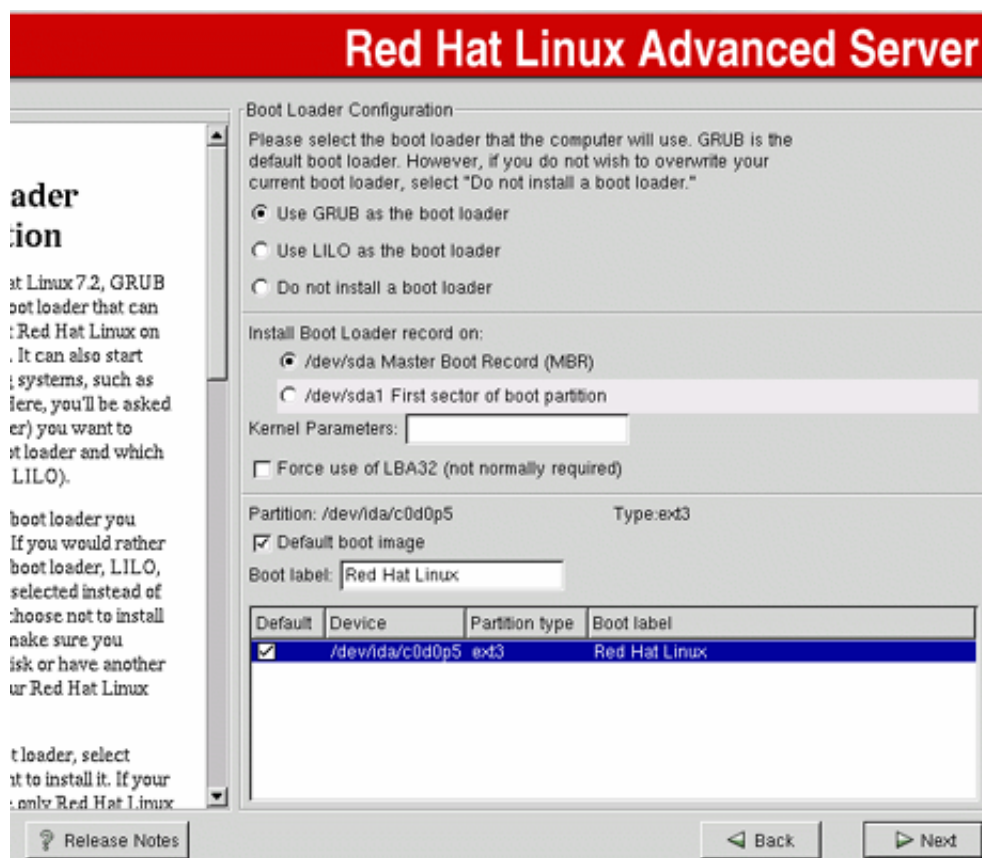 Red Hat Linux Advanced Server
ader
tion
at Linux 7.2, GRUB
oot loader that can
t Red Hat Linux on
. It can also start
g systems, such as
Here, you'll be asked
er) you want to
ot loader and which
LILO).
boot loader you
If you would rather
boot loader, LILO,
selected instead of
choose not to install
make sure you
isk or have another
ur Red Hat Linux
t loader, select
nt to install it. If your
only Red Hat Linux
Boot Loader Configuration
Please select the boot loader that the computer will use. GRUB is the
default boot loader. However, if you do not wish to overwrite your
current boot loader, select "Do not install a boot loader."
Use GRUB as the boot loader
Use LILO as the boot loader
Do not install a boot loader
Install Boot Loader record on:
/dev/sda Master Boot Record (MBR)
/dev/sda1 First sector of boot partition
Kernel Parameters:
Force use of LBA32 (not normally required)
Partition: /dev/ida/c0d0p5 Type:ext3
Default boot image
Boot label: Red Hat Linux
Default Device Partition type Boot label
/dev/ida/c0d0p5 ext3 Red Hat Linux
Release Notes Back Next